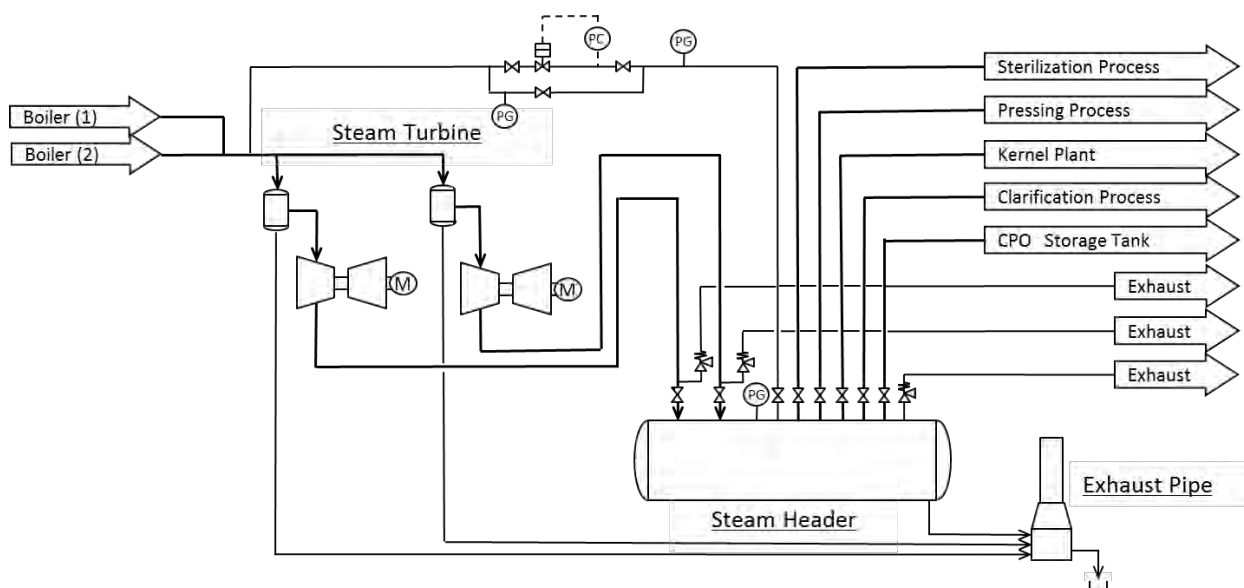 PC
PG
Sterilization Process
Boiler (1)
Pressing Process
PG
Steam Turbine
Boiler (2)
Kernel Plant
Clarification Process
CPO Storage Tank
M
M
Exhaust
Exhaust
Exhaust
PG
Exhaust Pipe
Steam Header